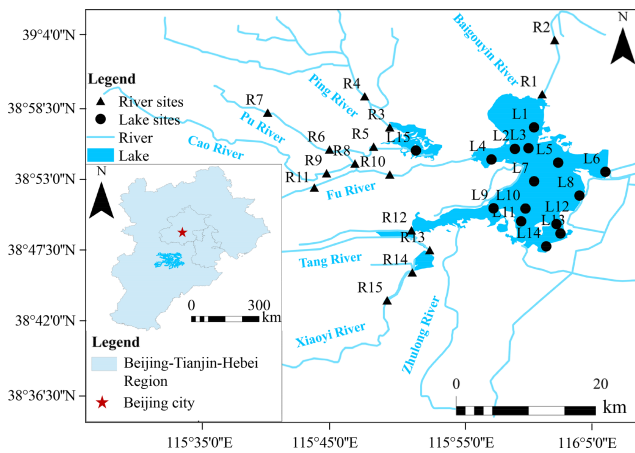 39°4′0″N
38°58′30″N
38°53′0″N
38°47′30″N
38°42′0″N
38°36′30″N
Legend
River sites
Lake sites
River
Lake
Baigouyin River
R2
R1
Ping River
R4
R3
R7
Pu River
R6
R5
L15
Cao River
R9
R8
R10
R11
Fu River
L1
L2
L3
L4
L5
L6
L7
L8
L9
L10
L11
L12
L13
L14
R12
R13
Tang River
R14
R15
Xiaoyi River
Zhulong River
0 300
km
Legend
Beijing-Tianjin-Hebei
Region
Beijing city
0 20
km
115°35′0″E
115°45′0″E
115°55′0″E
116°5′0″E